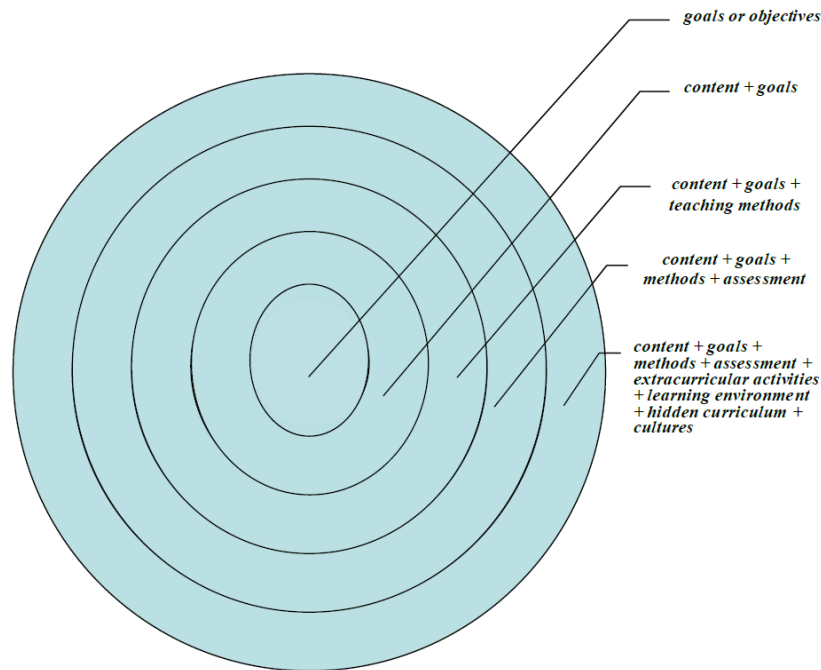 goals or objectives
content + goals
content + goals +
teaching methods
content + goals +
methods + assessment
content + goals +
methods + assessment +
extracurricular activities
+ learning environment
+ hidden curriculum +
cultures